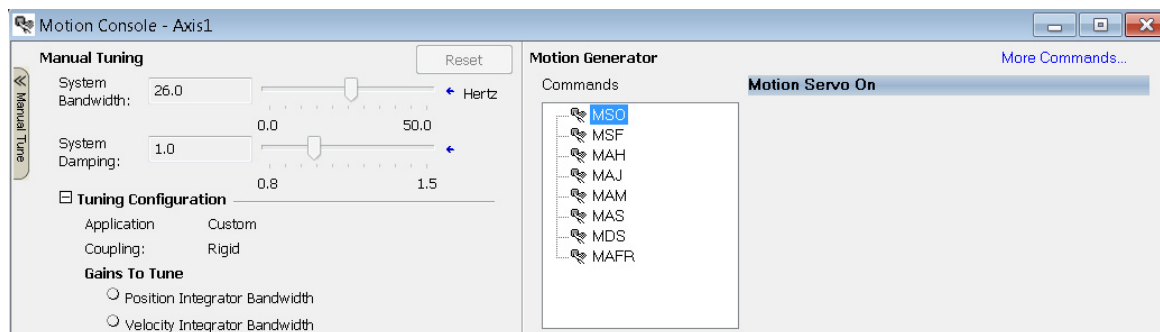 Motion Console - Axis1
Manual Tuning
Reset
Manual Tune
System Bandwidth:
26.0
Hertz
0.0
50.0
System Damping:
1.0
0.8
1.5
Tuning Configuration
Application Custom
Coupling: Rigid
Gains To Tune
Position Integrator Bandwidth
Velocity Integrator Bandwidth
Motion Generator
More Commands...
Commands
Motion Servo On
MSO
MSF
MAH
MAJ
MAM
MAS
MDS
MAFR